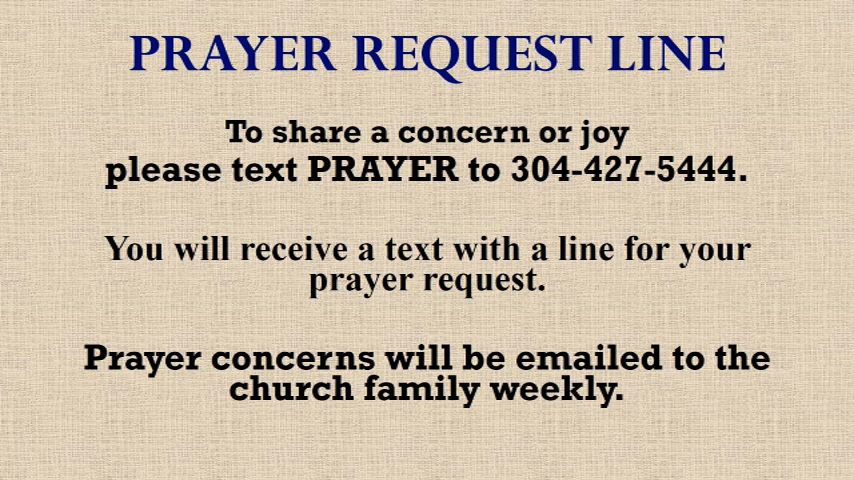 PRAYER REQUEST LINE
To share a concern or joy
please text PRAYER to 304-427-5444.
You will receive a text with a line for your
prayer request.
Prayer concerns will be emailed to the
church family weekly.